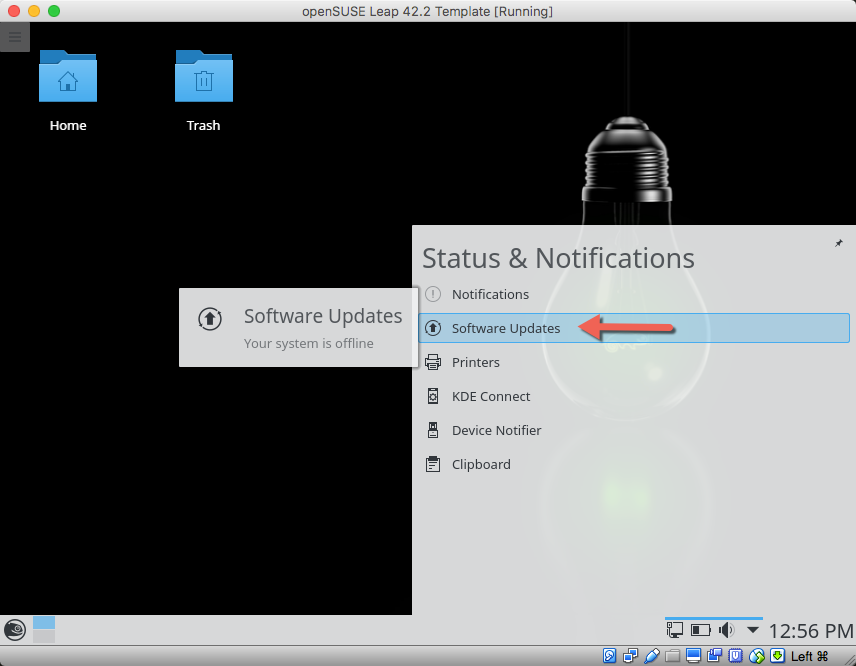 openSUSE Leap 42.2 Template [Running]
Home
Trash
Status & Notifications
Notifications
Software Updates
Your system is offline
Software Updates
Printers
KDE Connect
Device Notifier
Clipboard
12:56 PM
Left ⌘